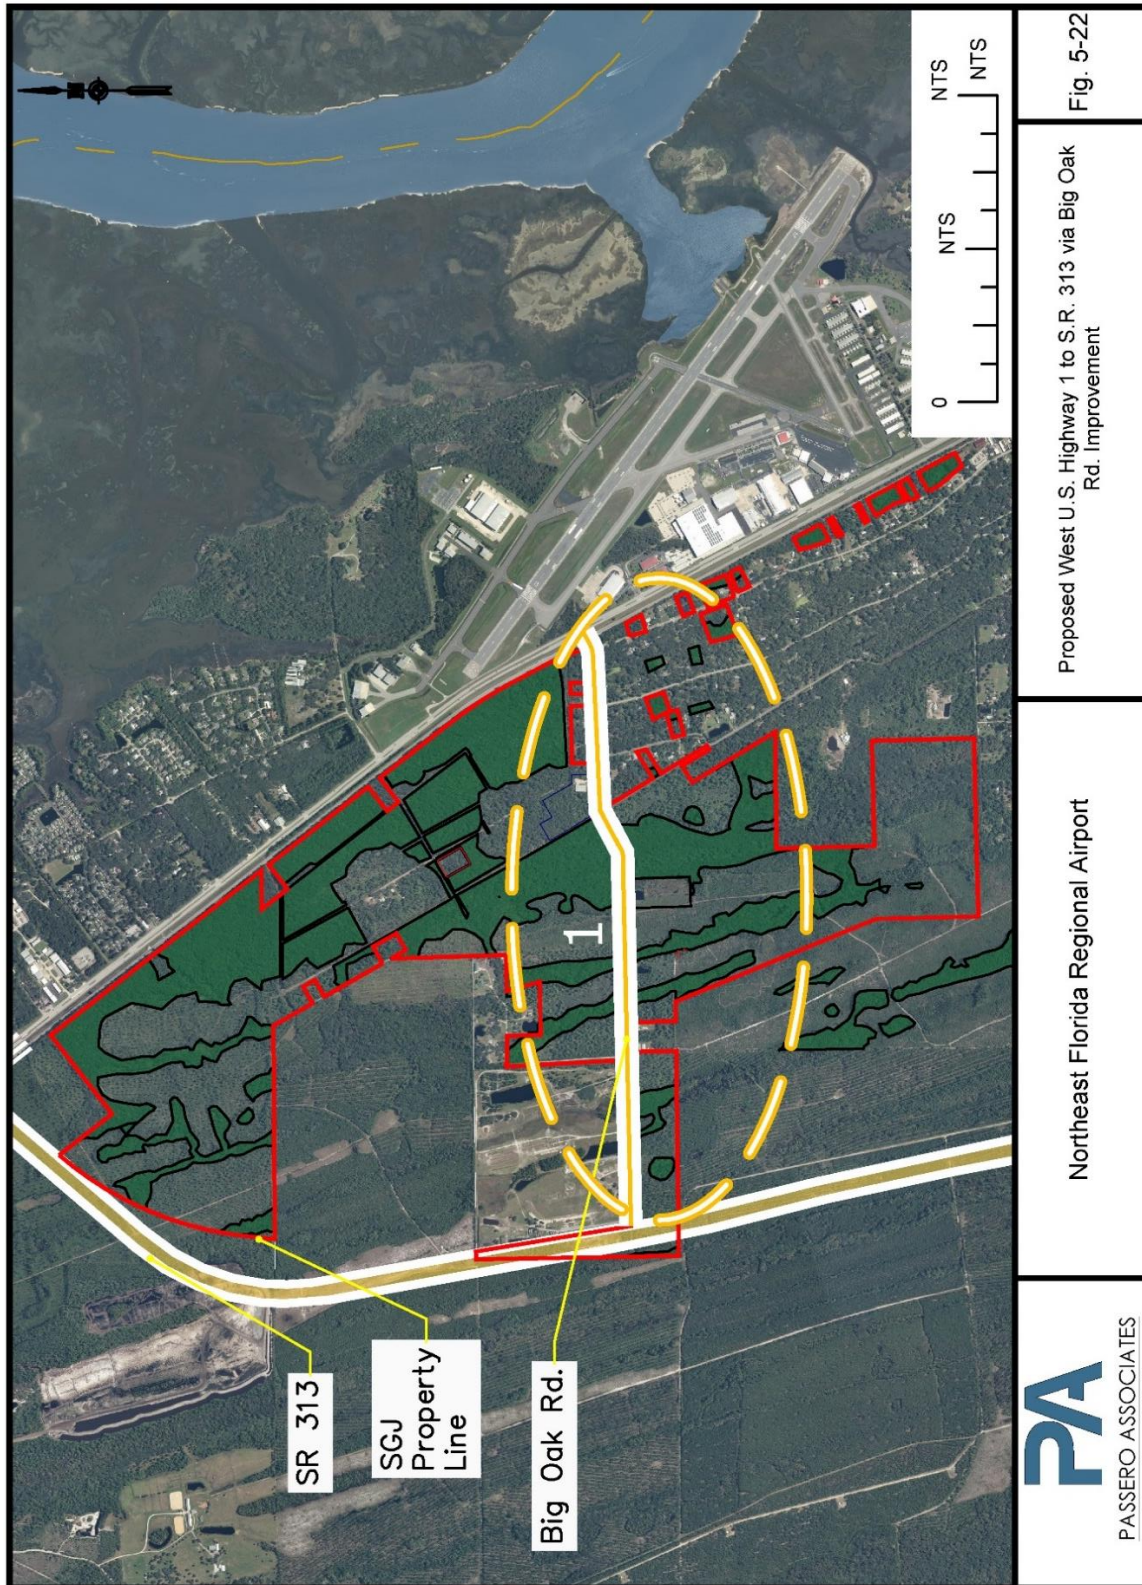 SR 313
SGJ
Property
Line
Big Oak Rd.
1
0
NTS
NTS
NTS
PA
PASSERO ASSOCIATES
Northeast Florida Regional Airport
Proposed West U.S. Highway 1 to S.R. 313 via Big Oak
Rd. Improvement
Fig. 5-22